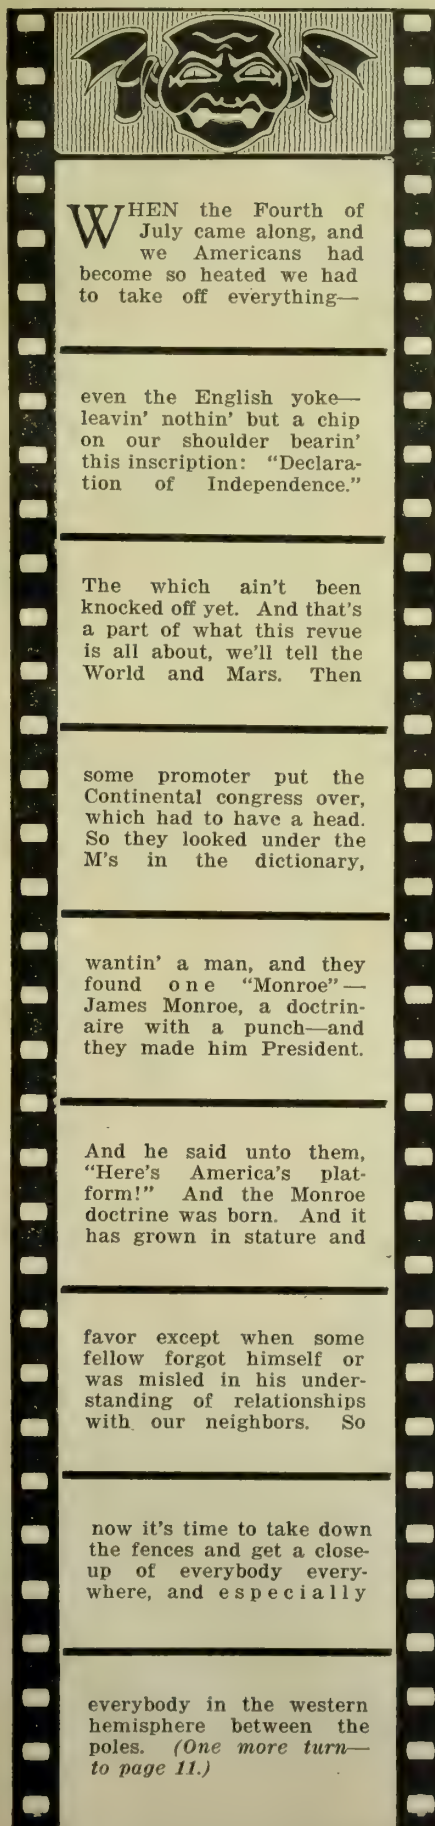 WHEN the Fourth of
July came along, and
we Americans had
become so heated we had
to take off everything—
even the English yoke—
leavin' nothin' but a chip
on our shoulder bearin'
this inscription: "Declara-
tion of Independence."
The which ain't been
knocked off yet. And that's
a part of what this revue
is all about, we'll tell the
World and Mars. Then
some promoter put the
Continental congress over,
which had to have a head.
So they looked under the
M's in the dictionary,
wantin' a man, and they
found one "Monroe"—
James Monroe, a doctrin-
aire with a punch—and
they made him President.
And he said unto them,
"Here's America's plat-
form!" And the Monroe
doctrine was born. And it
has grown in stature and
favor except when some
fellow forgot himself or
was misled in his under-
standing of relationships
with our neighbors. So
now it's time to take down
the fences and get a close-
up of everybody every-
where, and especially
everybody in the western
hemisphere between the
poles. (One more turn—
to page 11.)